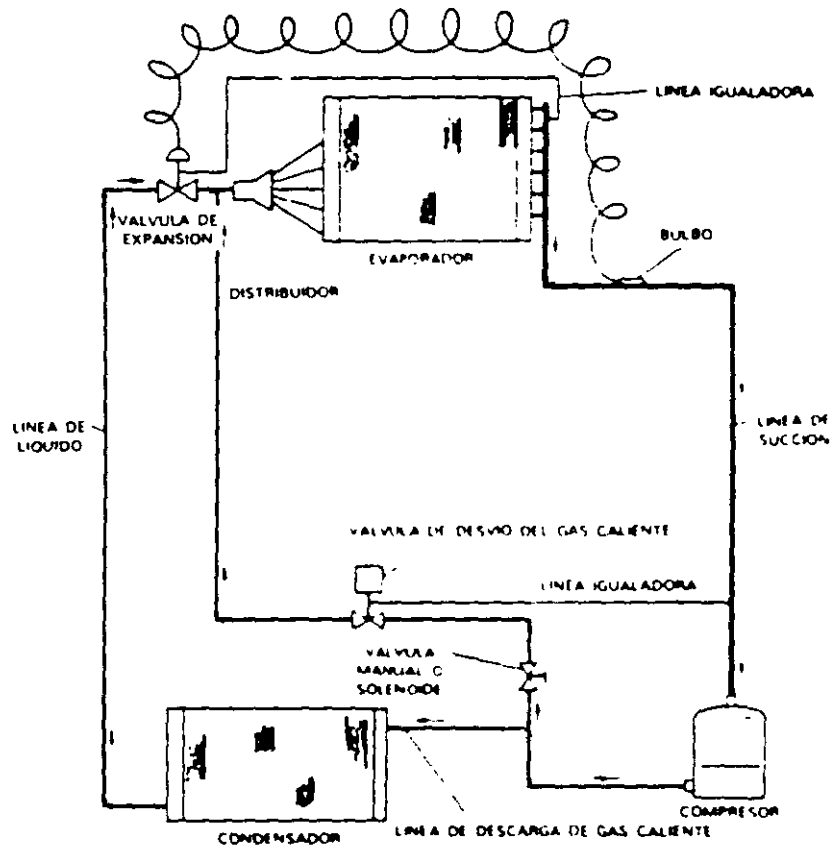 LINEA IGUALADORA
VALVULA DE
EXPANSION
EVAPORADOR
BULBO
DISTRIBUIDOR
LINEA DE
LIQUIDO
LINEA DE
SUCCION
VALVULA DE DESVIO DEL GAS CALIENTE
LINEA IGUALADORA
VALVULA
MANUAL O
SOLENOIDE
COMPRESOR
CONDENSADOR
LINEA DE DESCARGA DE GAS CALIENTE